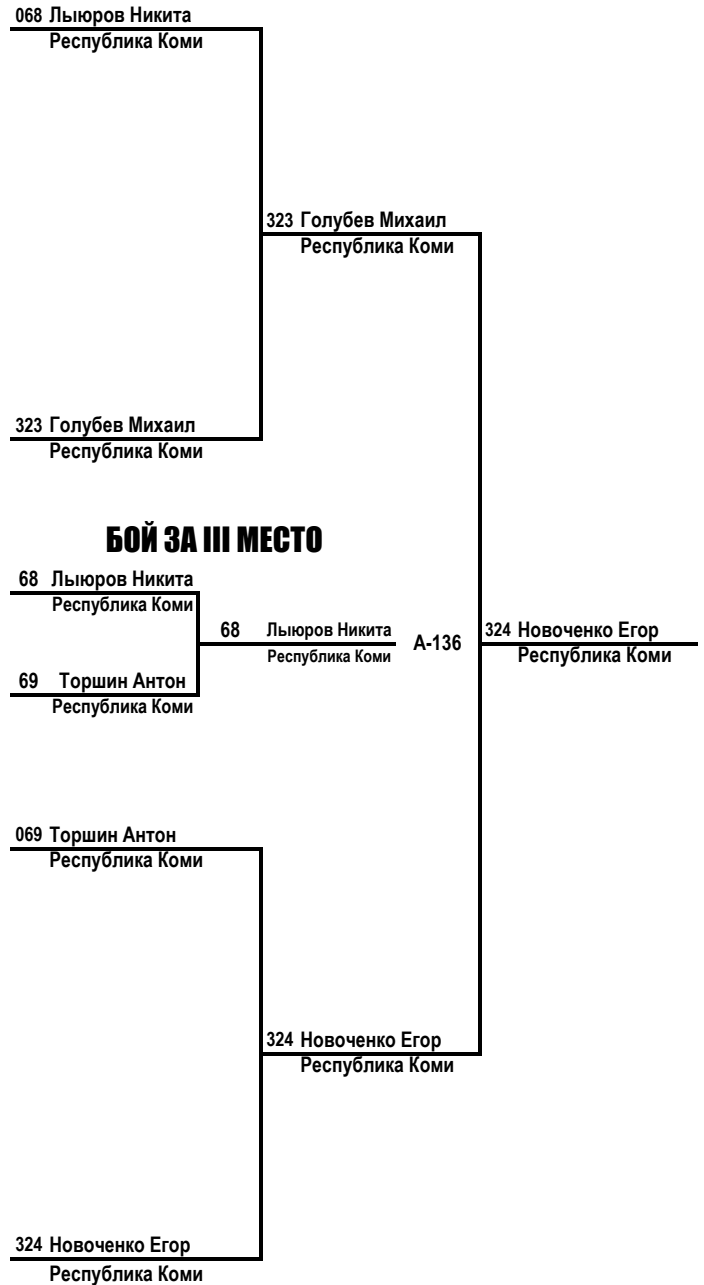 068 Лыюров Никита
Республика Коми
323 Голубев Михаил
Республика Коми
323 Голубев Михаил
Республика Коми
БОЙ ЗА III МЕСТО
68 Лыюров Никита
Республика Коми
68 Лыюров Никита
Республика Коми
А-136
324 Новоченко Егор
Республика Коми
69 Торшин Антон
Республика Коми
069 Торшин Антон
Республика Коми
324 Новоченко Егор
Республика Коми
324 Новоченко Егор
Республика Коми